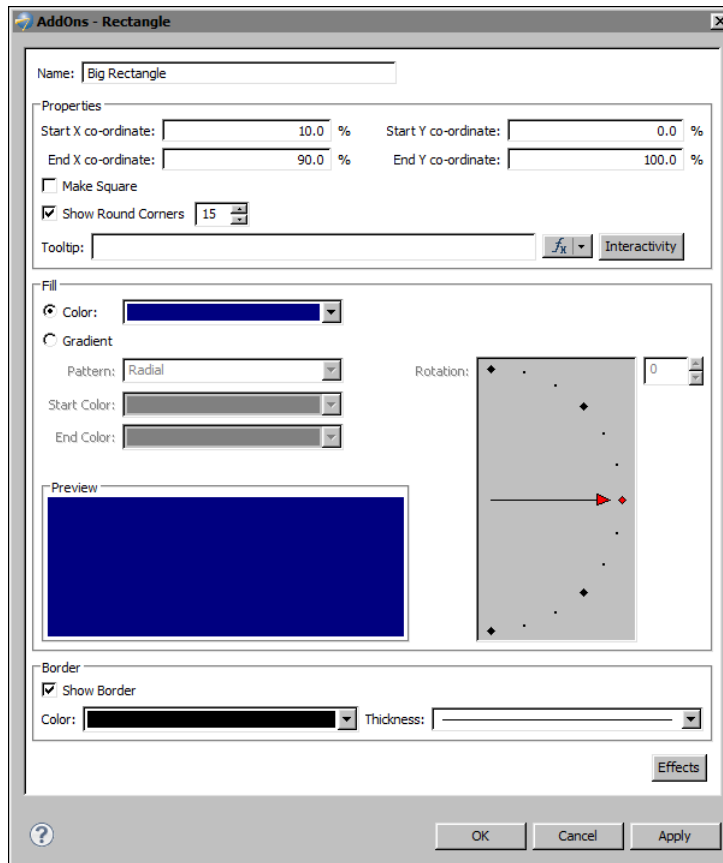 AddOns - Rectangle
Name: Big Rectangle
Properties
Start X co-ordinate: 10.0 % Start Y co-ordinate: 0.0 %
End X co-ordinate: 90.0 % End Y co-ordinate: 100.0 %
Make Square
Show Round Corners 15
Tooltip: fx Interactivity
Fill
Color:
Gradient
Pattern: Radial Rotation: 0
Start Color:
End Color:
Preview
Border
Show Border
Color: Thickness:
Effects
? OK Cancel Apply